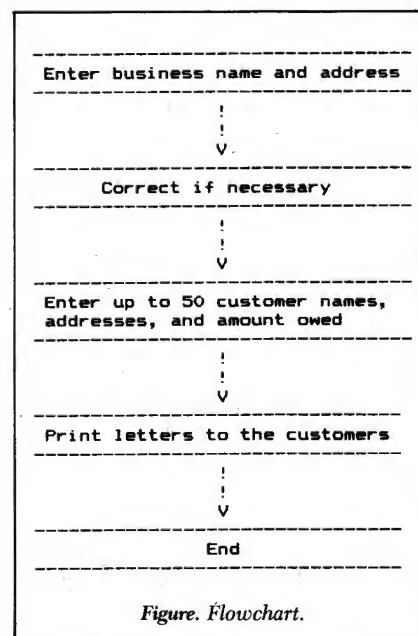 Enter business name and address
!
!
V
Correct if necessary
!
!
V
Enter up to 50 customer names,
addresses, and amount owed
!
!
V
Print letters to the customers
!
!
V
End
Figure. Flowchart.